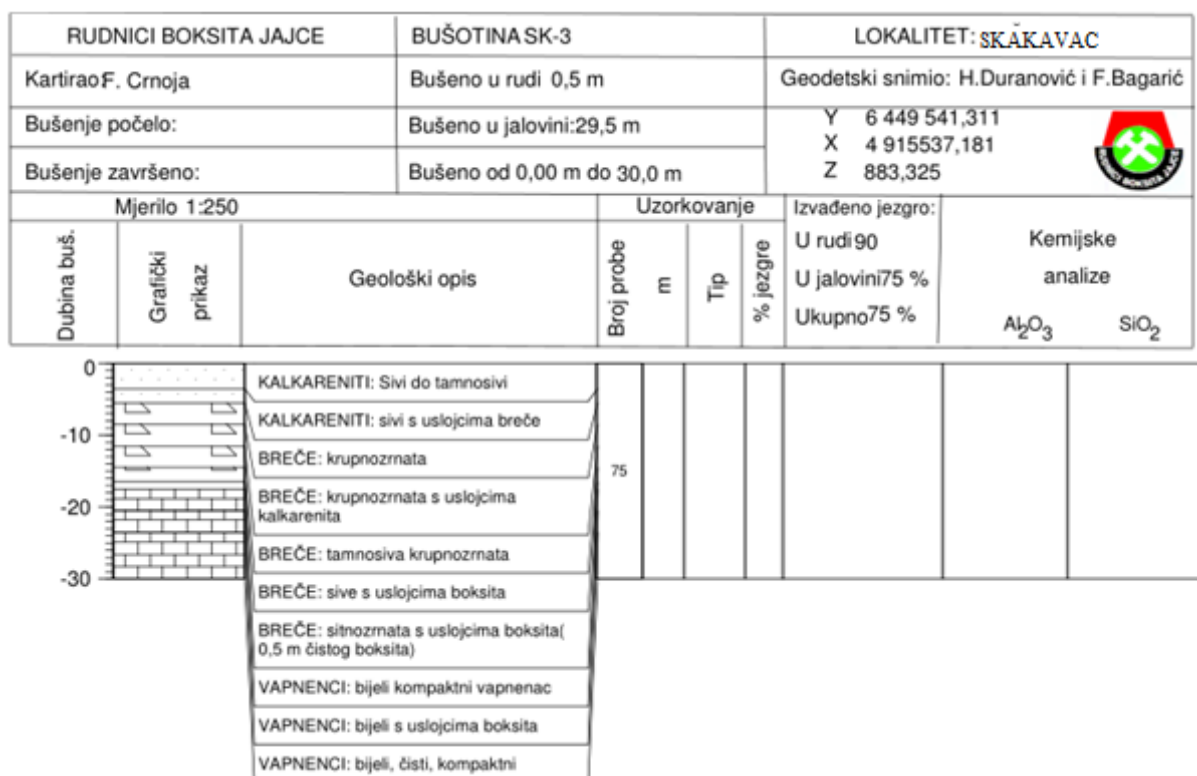 RUDNICI BOKSITA JAJCE
BUŠOTINA SK-3
LOKALITET: SKAKAVAC
Kartirao:F. Crnoja
Bušeno u rudi 0,5 m
Geodetski snimio: H.Duranović i F.Bagarić
Bušenje počelo:
Bušeno u jalovini:29,5 m
Y 6 449 541,311
X 4 915537,181
Z 883,325
RUDNICI BOKSITA JAJCE
Bušenje završeno:
Bušeno od 0,00 m do 30,0 m
Mjerilo 1:250
Uzorkovanje
Izvađeno jezgro:
Dubina buš.
Grafički
prikaz
Geološki opis
Broj probe
m
Tip
% jezgre
U rudi 90
U jalovini75 %
Ukupno75 %
Kemijske
analize
Al₂O₃
SiO₂
0
-10
-20
-30
KALKARENITI: Sivi do tamnosivi
KALKARENITI: sivi s uslojcima breče
BREČE: krupnozrnata
BREČE: krupnozrnata s uslojcima
kalkarenita
BREČE: tamnosiva krupnozrnata
BREČE: sive s uslojcima boksita
BREČE: sitnozrnata s uslojcima boksita(
0,5 m čistog boksita)
VAPNENCI: bijeli kompaktni vapnenac
VAPNENCI: bijeli s uslojcima boksita
VAPNENCI: bijeli, čisti, kompaktni
75